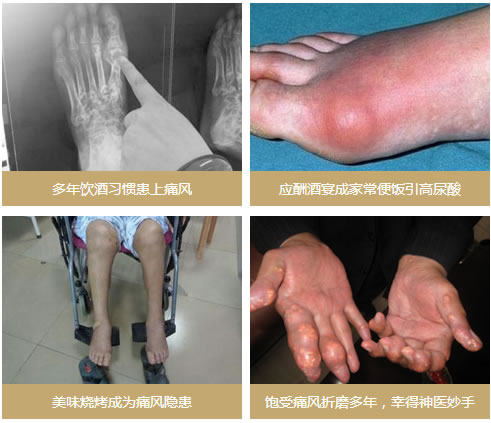 多年饮酒习惯患上痛风
应酬酒宴成家常便饭引高尿酸
美味烧烤成为痛风隐患
饱受痛风折磨多年，幸得神医妙手